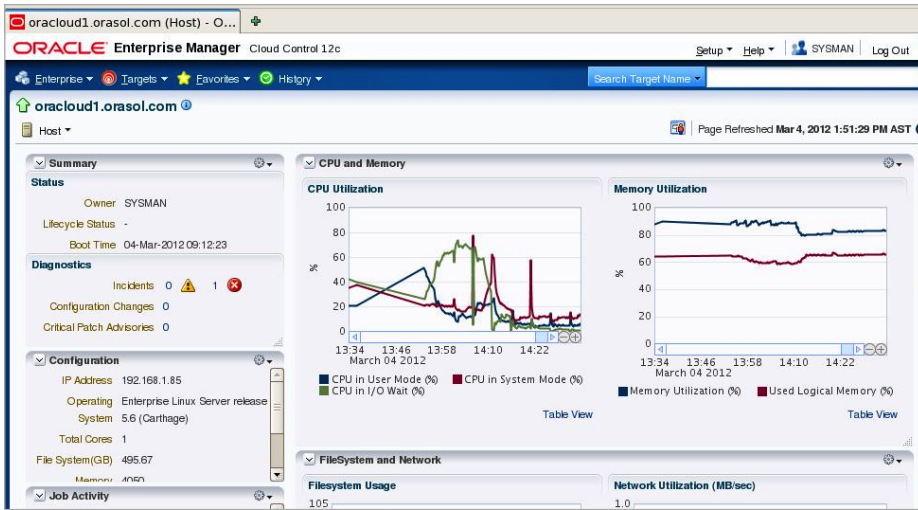 oracloud1.orasol.com (Host) - O...
ORACLE Enterprise Manager Cloud Control 12c
Setup Help SYSMAN Log Out
Enterprise Targets Favorites History
Search Target Name
oracloud1.orasol.com
Host
Page Refreshed Mar 4, 2012 1:51:29 PM AST
Summary
Status
Owner SYSMAN
Lifecycle Status -
Boot Time 04-Mar-2012 09:12:23
Diagnostics
Incidents 0 1
Configuration Changes 0
Critical Patch Advisories 0
Configuration
IP Address 192.168.1.85
Operating System Enterprise Linux Server release
5.6 (Carthage)
Total Cores 1
File System(GB) 495.67
Memory 4050
Job Activity
CPU and Memory
CPU Utilization
100
80
60
40
20
0
%
13:34 13:46 13:58 14:10 14:22
March 04 2012
CPU in User Mode (%) CPU in System Mode (%)
CPU in I/O Wait (%)
Table View
Memory Utilization
100
80
60
40
20
0
%
13:34 13:46 13:58 14:10 14:22
March 04 2012
Memory Utilization (%) Used Logical Memory (%)
Table View
FileSystem and Network
Filesystem Usage
105
Network Utilization (MB/sec)
1.0